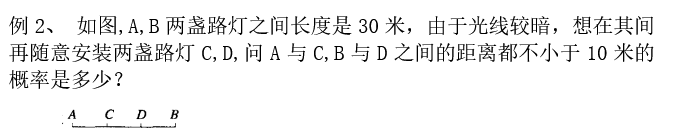 例 2、 如图,A,B 两盏路灯之间长度是 30 米，由于光线较暗，想在其间
再随意安装两盏路灯 C,D,问 A 与 C,B 与 D 之间的距离都不小于 10 米的
概率是多少？
A C D B